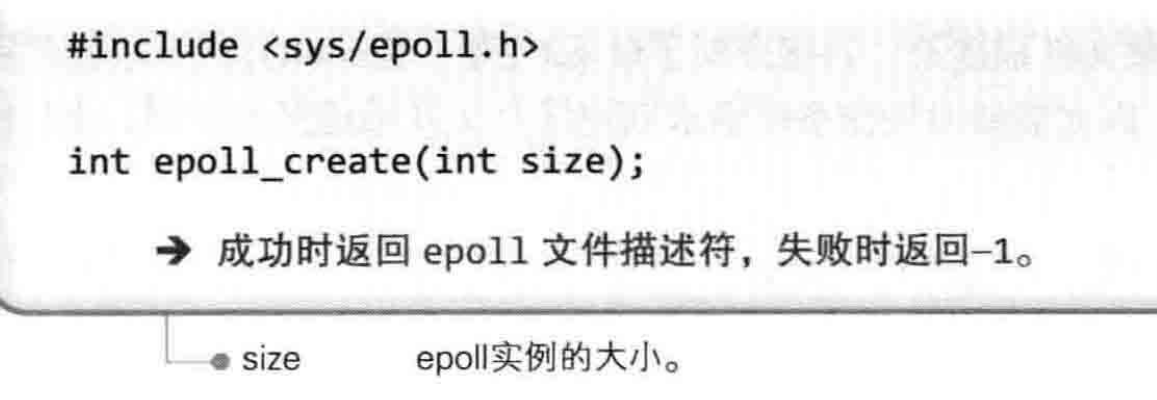 #include <sys/epoll.h>
int epoll_create(int size);
➔ 成功时返回 epoll 文件描述符，失败时返回–1。
size epoll实例的大小。